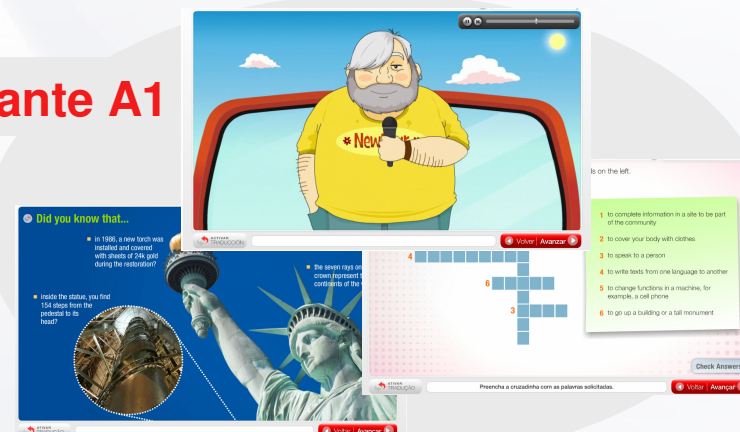 ante A1
New
ACTIVAR
TRADUCCIÓN
Volver Avanzar
Did you know that...
in 1986, a new torch was
installed and covered
with sheets of 24k gold
during the restoration?
inside the statue, you find
154 steps from the
pedestal to its
head?
the seven rays on
crown represent t
continents of the
ATIVAR
TRADUÇÃO
Voltar Avançar
ls on the left.
1 to complete information in a site to be part
of the community
2 to cover your body with clothes
3 to speak to a person
4 to write texts from one language to another
5 to change functions in a machine, for
example, a cell phone
6 to go up a building or a tall monument
4
6
3
Check Answers
ATIVAR
TRADUÇÃO
Preencha a cruzadinha com as palavras solicitadas.
Voltar Avançar